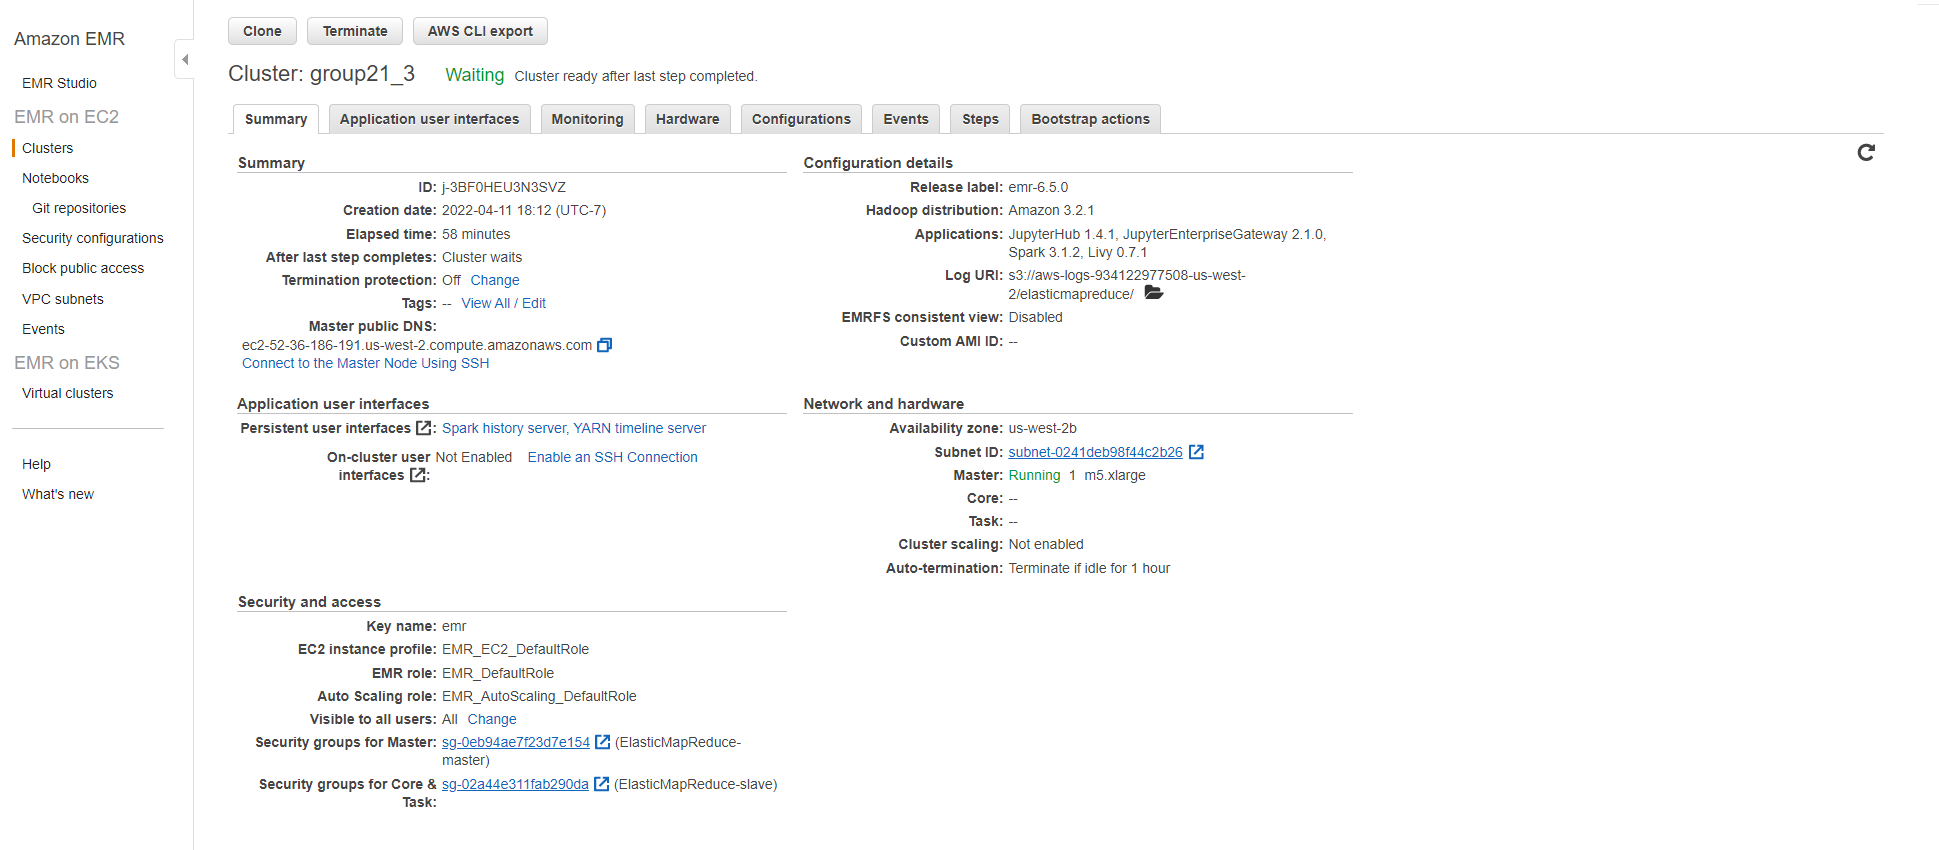 Amazon EMR
EMR Studio
EMR on EC2
Clusters
Notebooks
Git repositories
Security configurations
Block public access
VPC subnets
Events
EMR on EKS
Virtual clusters
Help
What's new
Clone Terminate AWS CLI export
Cluster: group21_3 Waiting Cluster ready after last step completed.
Summary Application user interfaces Monitoring Hardware Configurations Events Steps Bootstrap actions
Summary
ID: j-3BF0HEU3N3SVZ
Creation date: 2022-04-11 18:12 (UTC-7)
Elapsed time: 58 minutes
After last step completes: Cluster waits
Termination protection: Off Change
Tags: -- View All / Edit
Master public DNS:
ec2-52-36-186-191.us-west-2.compute.amazonaws.com
Connect to the Master Node Using SSH
Configuration details
Release label: emr-6.5.0
Hadoop distribution: Amazon 3.2.1
Applications: JupyterHub 1.4.1, JupyterEnterpriseGateway 2.1.0,
Spark 3.1.2, Livy 0.7.1
Log URI: s3://aws-logs-934122977508-us-west-
2/elasticmapreduce/
EMRFS consistent view: Disabled
Custom AMI ID: --
Application user interfaces
Persistent user interfaces : Spark history server, YARN timeline server
On-cluster user Not Enabled Enable an SSH Connection
interfaces :
Network and hardware
Availability zone: us-west-2b
Subnet ID: subnet-0241deb98f44c2b26
Master: Running 1 m5.xlarge
Core: --
Task: --
Cluster scaling: Not enabled
Auto-termination: Terminate if idle for 1 hour
Security and access
Key name: emr
EC2 instance profile: EMR_EC2_DefaultRole
EMR role: EMR_DefaultRole
Auto Scaling role: EMR_AutoScaling_DefaultRole
Visible to all users: All Change
Security groups for Master: sg-0eb94ae7f23d7e154 (ElasticMapReduce-
master)
Security groups for Core & sg-02a44e311fab290da (ElasticMapReduce-slave)
Task: